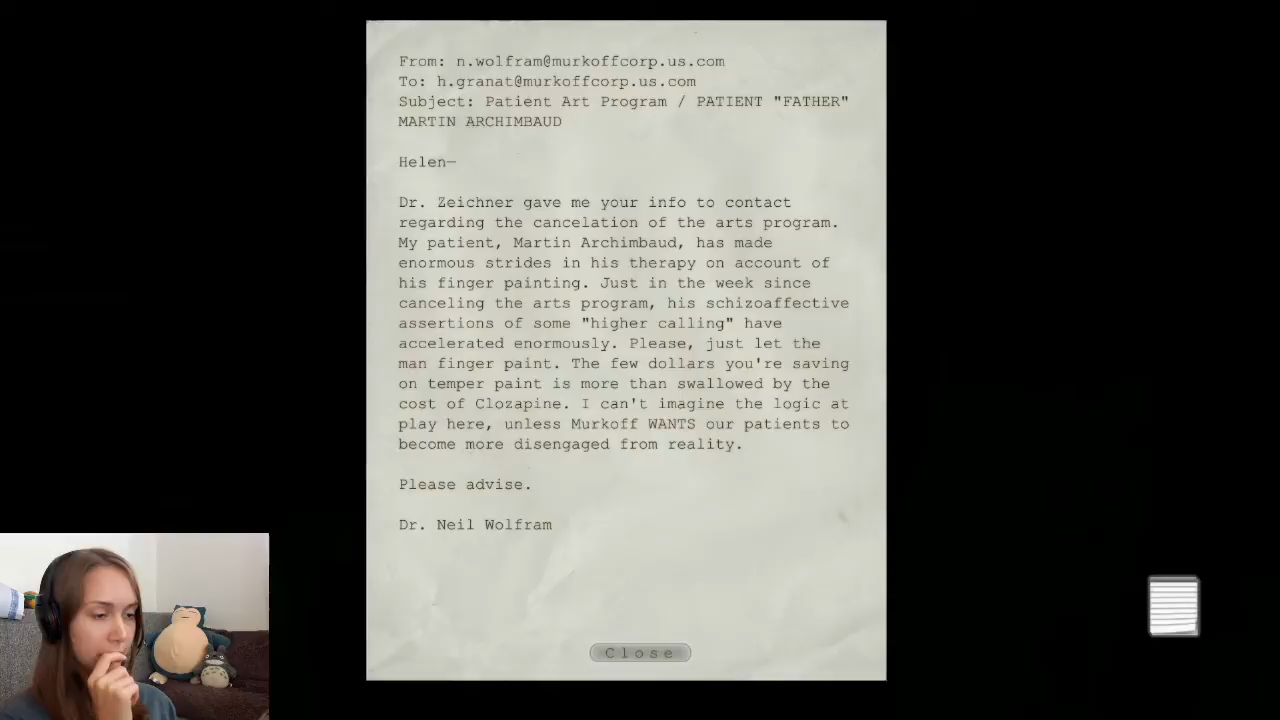 From: n.wolfram@murkoffcorp.us.com
To: h.granat@murkoffcorp.us.com
Subject: Patient Art Program / PATIENT "FATHER"
MARTIN ARCHIMBAUD
Helen—
Dr. Zeichner gave me your info to contact
regarding the cancelation of the arts program.
My patient, Martin Archimbaud, has made
enormous strides in his therapy on account of
his finger painting. Just in the week since
canceling the arts program, his schizoaffective
assertions of some "higher calling" have
accelerated enormously. Please, just let the
man finger paint. The few dollars you're saving
on temper paint is more than swallowed by the
cost of Clozapine. I can't imagine the logic at
play here, unless Murkoff WANTS our patients to
become more disengaged from reality.
Please advise.
Dr. Neil Wolfram
Close